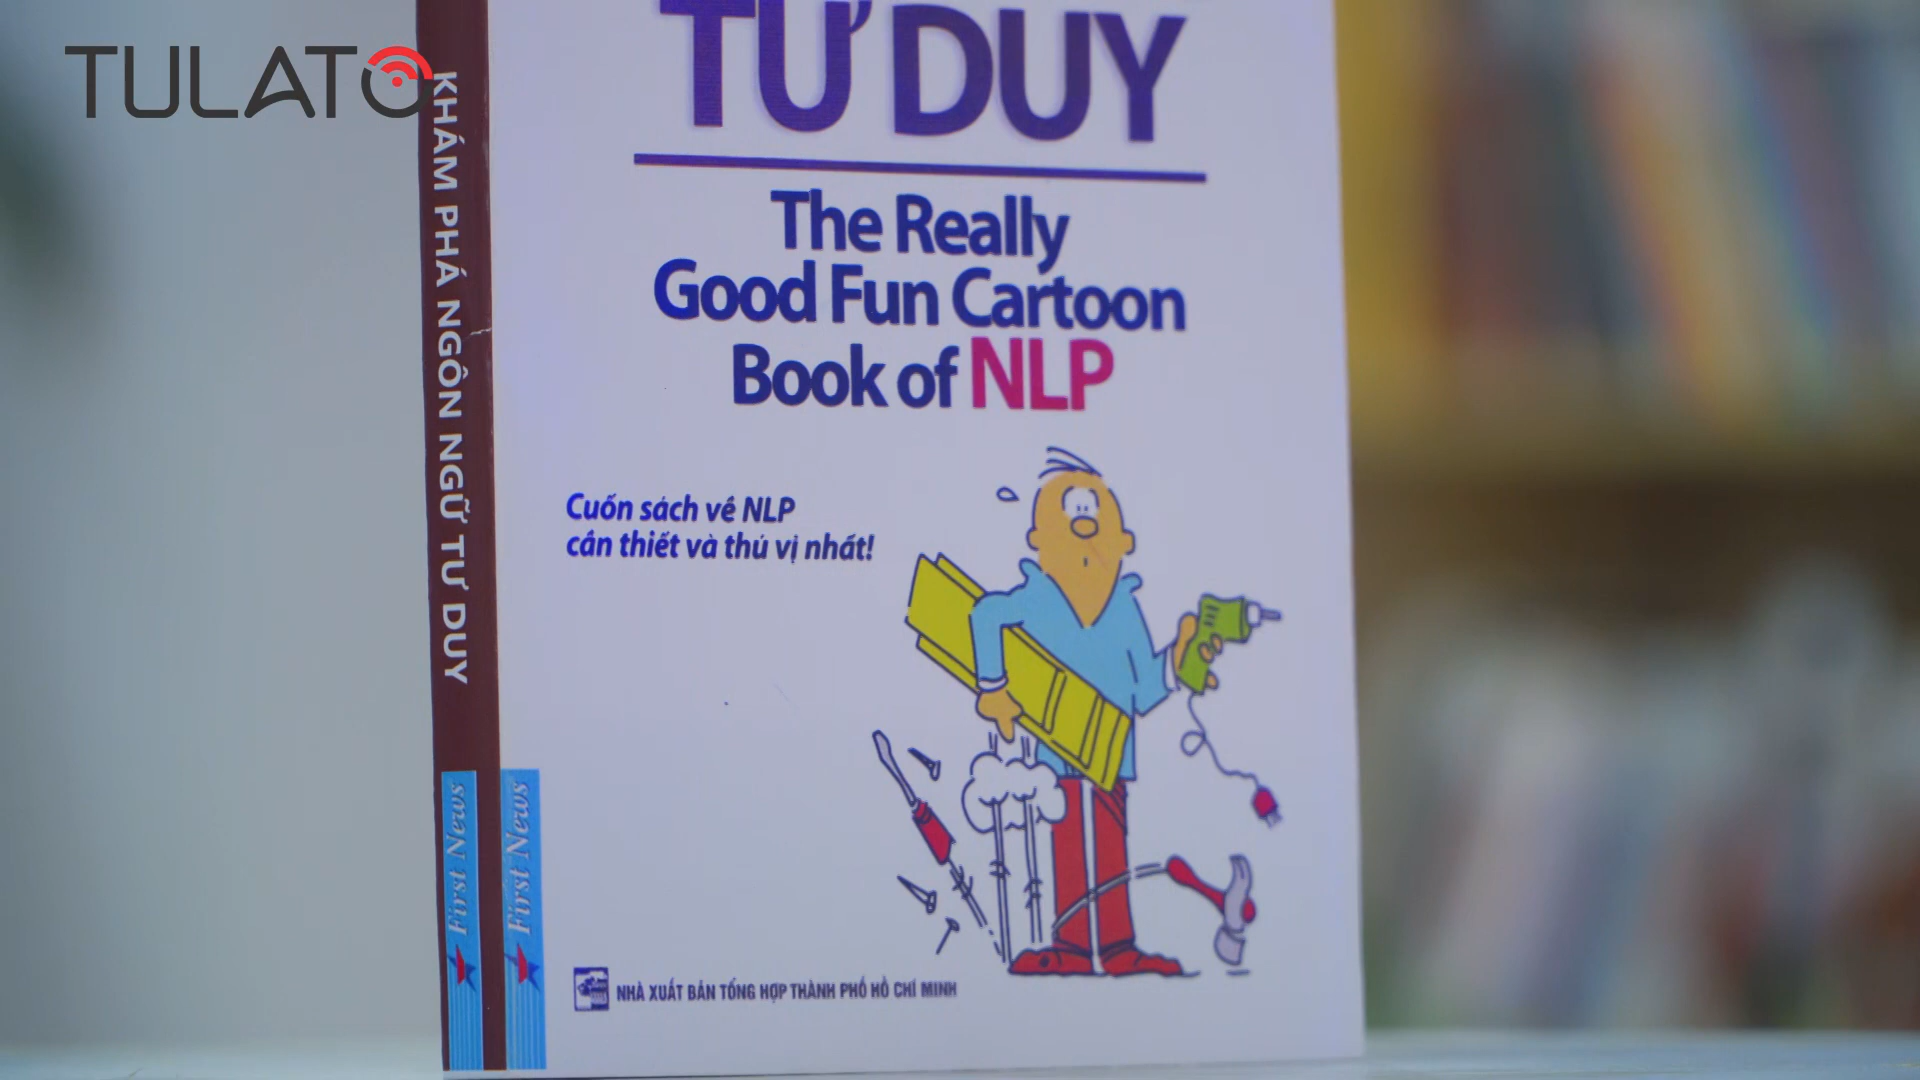 TULATO
KHÁM PHÁ NGÔN NGỮ TƯ DUY
First News
TƯ DUY
The Really
Good Fun Cartoon
Book of NLP
Cuốn sách về NLP
cần thiết và thú vị nhất!
First News
NHÀ XUẤT BẢN TỔNG HỢP THÀNH PHỐ HỒ CHÍ MINH